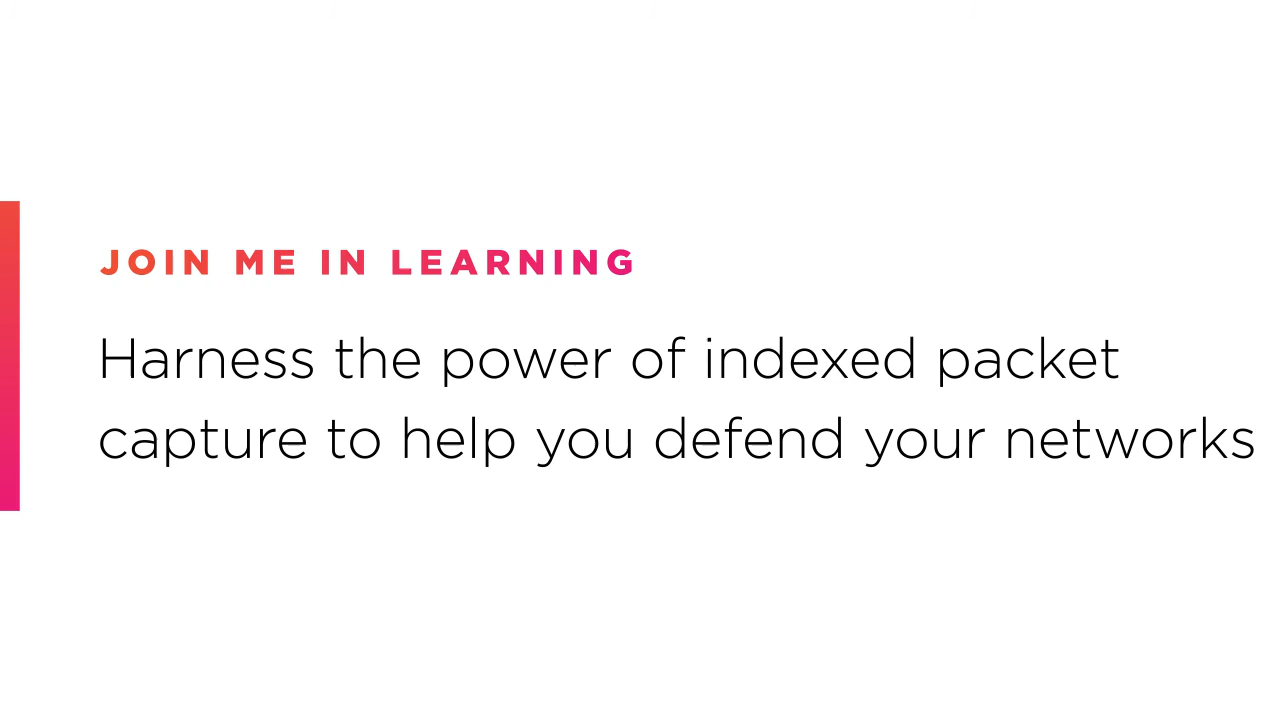 JOIN ME IN LEARNING
Harness the power of indexed packet
capture to help you defend your networks